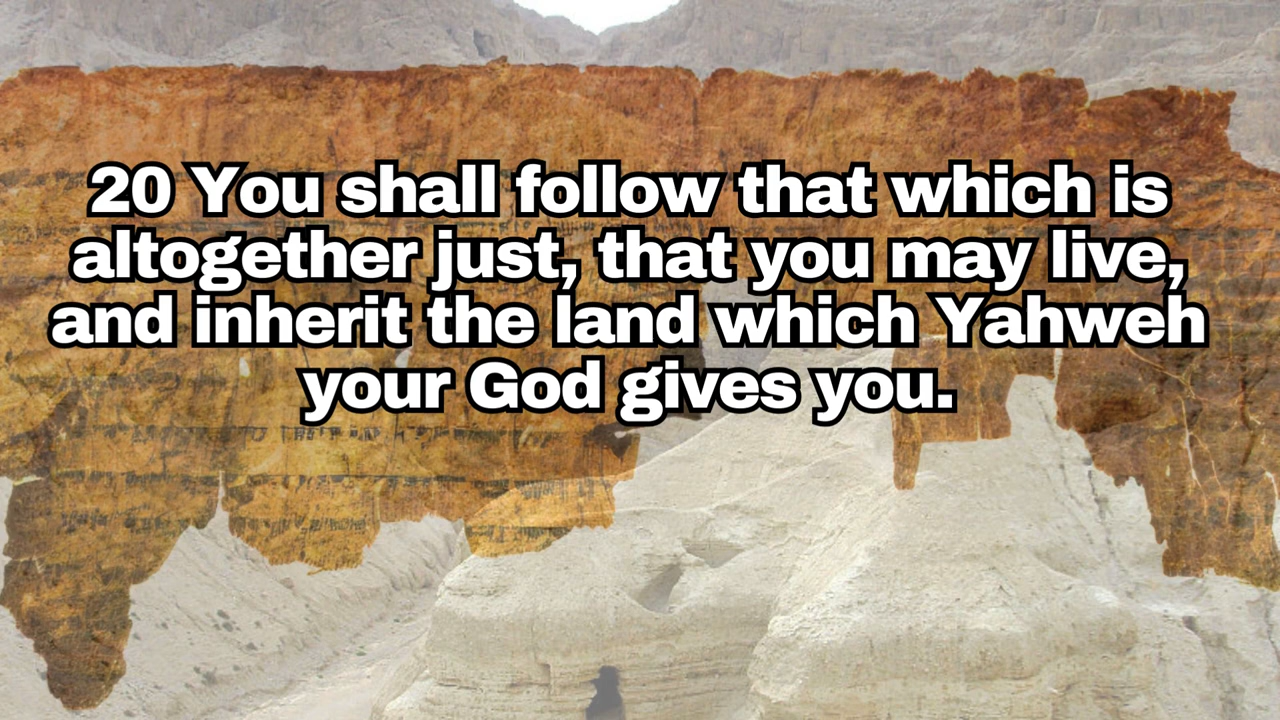 20 You shall follow that which is
altogether just, that you may live,
and inherit the land which Yahweh
your God gives you.